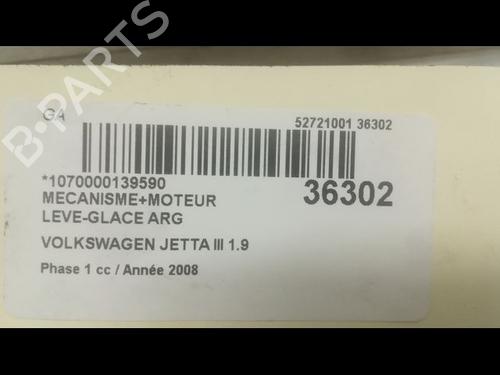 B-PARTS
GA
52721001 36302
*1070000139590
36302
MECANISME+MOTEUR
LEVE-GLACE ARG
VOLKSWAGEN JETTA III 1.9
Phase 1 cc / Année 2008